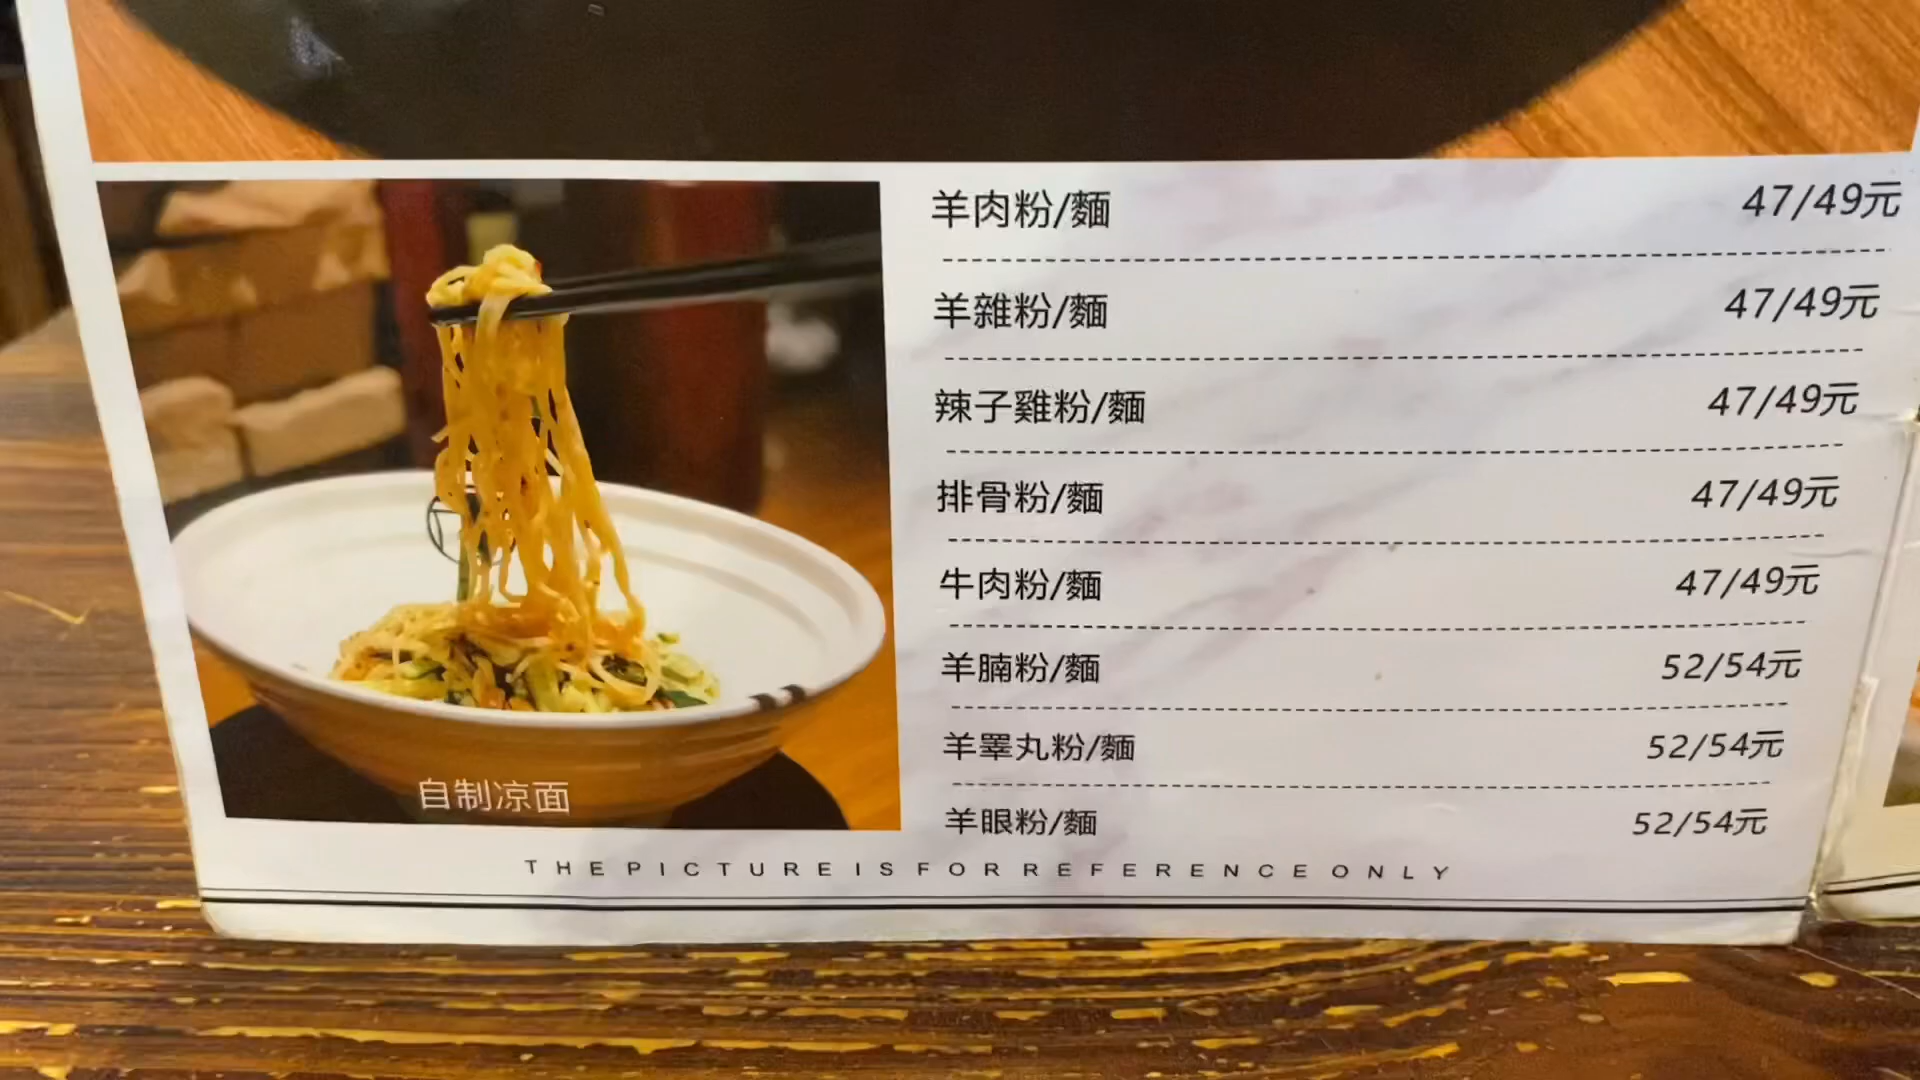 羊肉粉/麵 47/49元
羊雜粉/麵 47/49元
辣子雞粉/麵 47/49元
排骨粉/麵 47/49元
牛肉粉/麵 47/49元
羊腩粉/麵 52/54元
羊睪丸粉/麵 52/54元
羊眼粉/麵 52/54元
自制凉面
THE PICTURE IS FOR REFERENCE ONLY